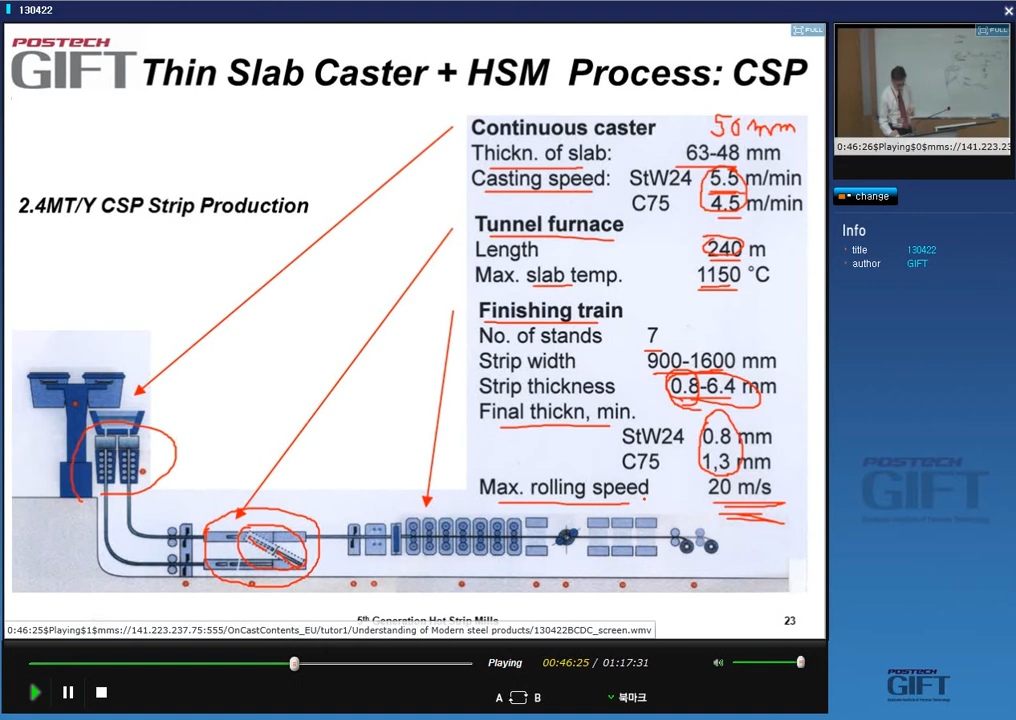 130422
POSTECH
GIFT
Thin Slab Caster + HSM Process: CSP
2.4MT/Y CSP Strip Production
50mm
Continuous caster
Thickn. of slab: 63-48 mm
Casting speed: StW24 5.5 m/min
C75 4.5 m/min
Tunnel furnace
Length 240 m
Max. slab temp. 1150 °C
Finishing train
No. of stands 7
Strip width 900-1600 mm
Strip thickness 0.8-6.4 mm
Final thickn, min.
StW24 0.8 mm
C75 1,3 mm
Max. rolling speed 20 m/s
5th Generation Hot Strip Mills
23
0:46:25$Playing$1$mms://141.223.237.75:555/OnCastContents_EU/tutor1/Understanding of Modern steel products/130422BCDC_screen.wmv
Playing
00:46:25 / 01:17:31
A B
북마크
FULL
FULL
0:46:26$Playing$0$mms://141.223.23
change
Info
title 130422
author GIFT
POSTECH
GIFT
POSTECH
GIFT